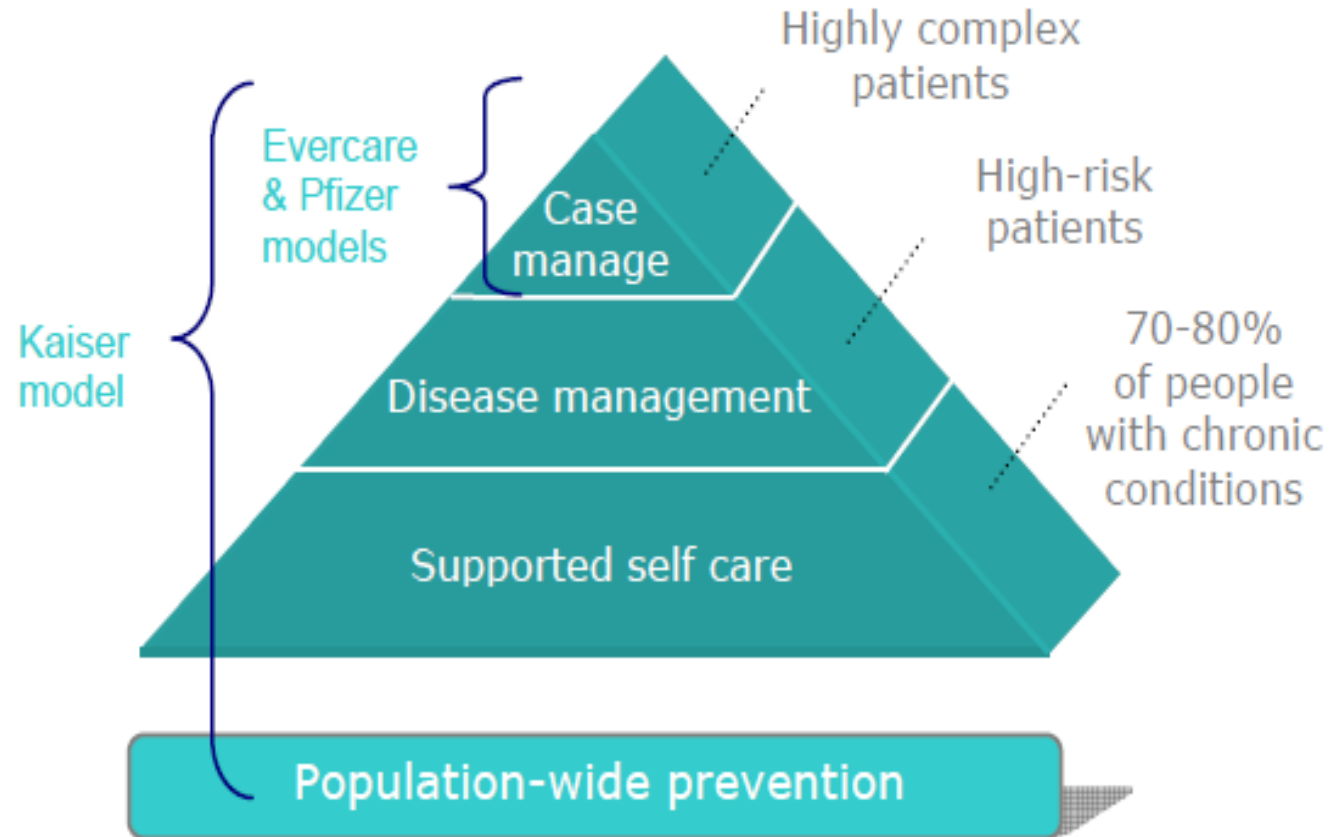 Highly complex
patients
Evercare
& Pfizer
models
Case
manage
High-risk
patients
Kaiser
model
Disease management
70-80%
of people
with chronic
conditions
Supported self care
Population-wide prevention